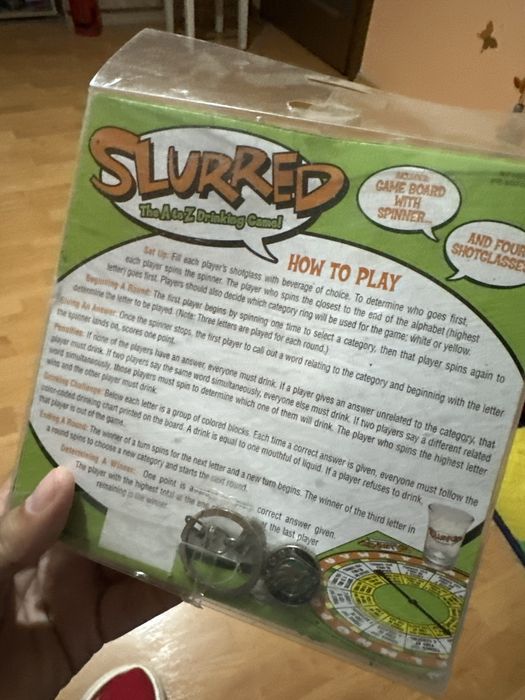 SLURRED
The A to Z Drinking Game!
INCLUDES:
GAME BOARD
WITH
SPINNER...
AND FOUR
SHOTGLASSES
HOW TO PLAY
Set Up: Fill each player's shotglass with beverage of choice. To determine who goes first,
each player spins the spinner. The player who spins the closest to the end of the alphabet (highest
letter) goes first. Players should also decide which category ring will be used for the game: white or yellow.
Beginning A Round: The first player begins by spinning one time to select a category, then that player spins again to
determine the letter to be played. (Note: Three letters are played for each round.)
Giving An Answer: Once the spinner stops, the first player to call out a word relating to the category and beginning with the letter
the spinner lands on, scores one point.
Penalties: If none of the players have an answer, everyone must drink. If a player gives an answer unrelated to the category, that
player must drink. If two players say the same word simultaneously, everyone else must drink. If two players say a different related
word simultaneously, those players must spin to determine which one of them will drink. The player who spins the highest letter
wins and the other player must drink.
Drinking Challenge: Below each letter is a group of colored blocks. Each time a correct answer is given, everyone must follow the
color-coded drinking chart printed on the board. A drink is equal to one mouthful of liquid. If a player refuses to drink,
that player is out of the game.
Ending A Round: The winner of a turn spins for the next letter and a new turn begins. The winner of the third letter in
a round spins to choose a new category and starts the next round.
Determining A Winner: One point is a correct answer given.
The player with the highest total at the the last player
remaining is the winner.
SLURRED